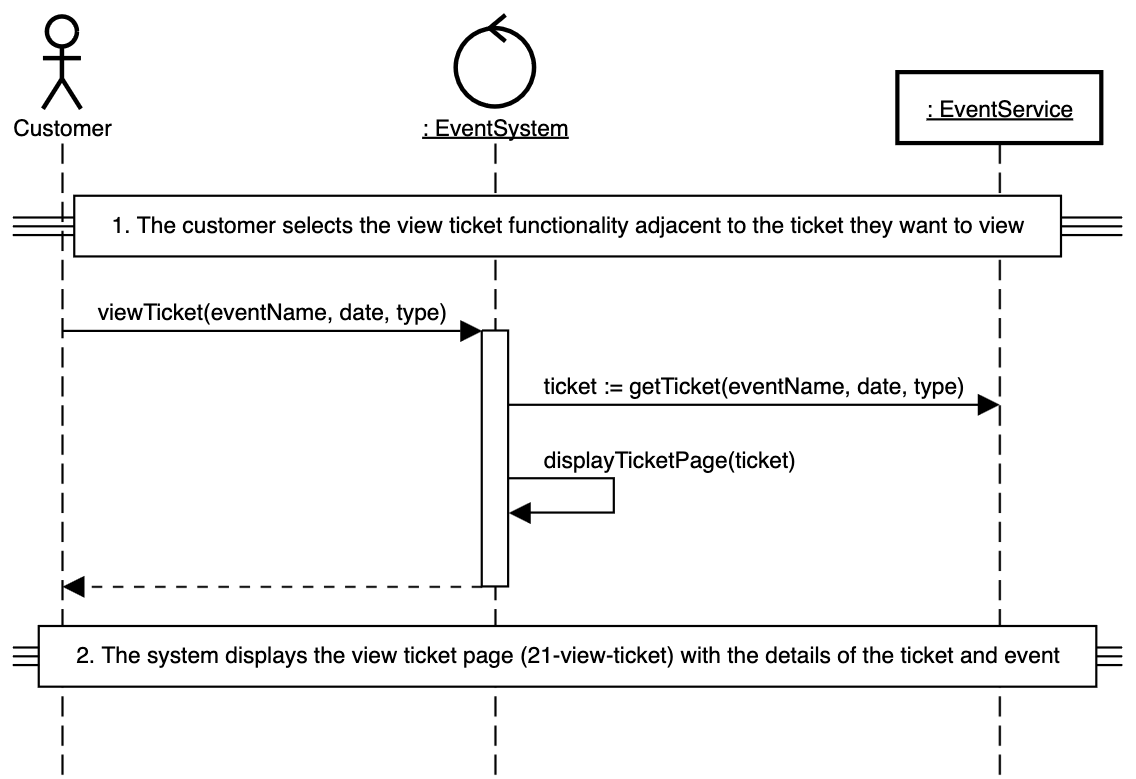 Customer
: EventSystem
: EventService
1. The customer selects the view ticket functionality adjacent to the ticket they want to view
viewTicket(eventName, date, type)
ticket := getTicket(eventName, date, type)
displayTicketPage(ticket)
2. The system displays the view ticket page (21-view-ticket) with the details of the ticket and event